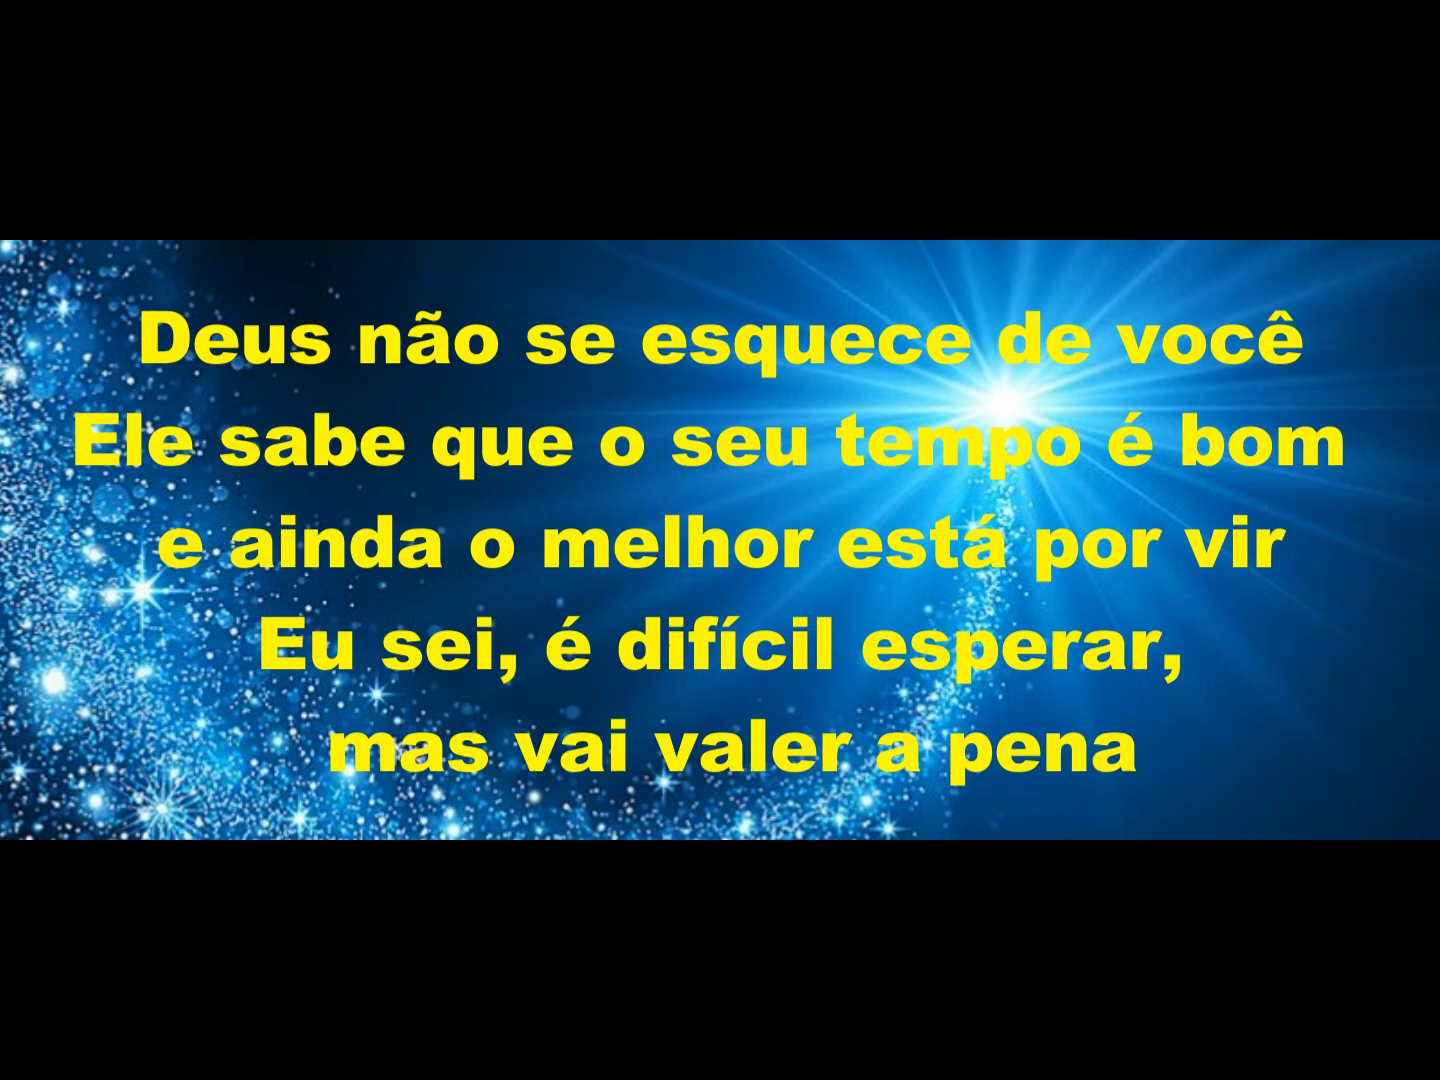 Deus não se esquece de você
Ele sabe que o seu tempo é bom
e ainda o melhor está por vir
Eu sei, é difícil esperar,
mas vai valer a pena